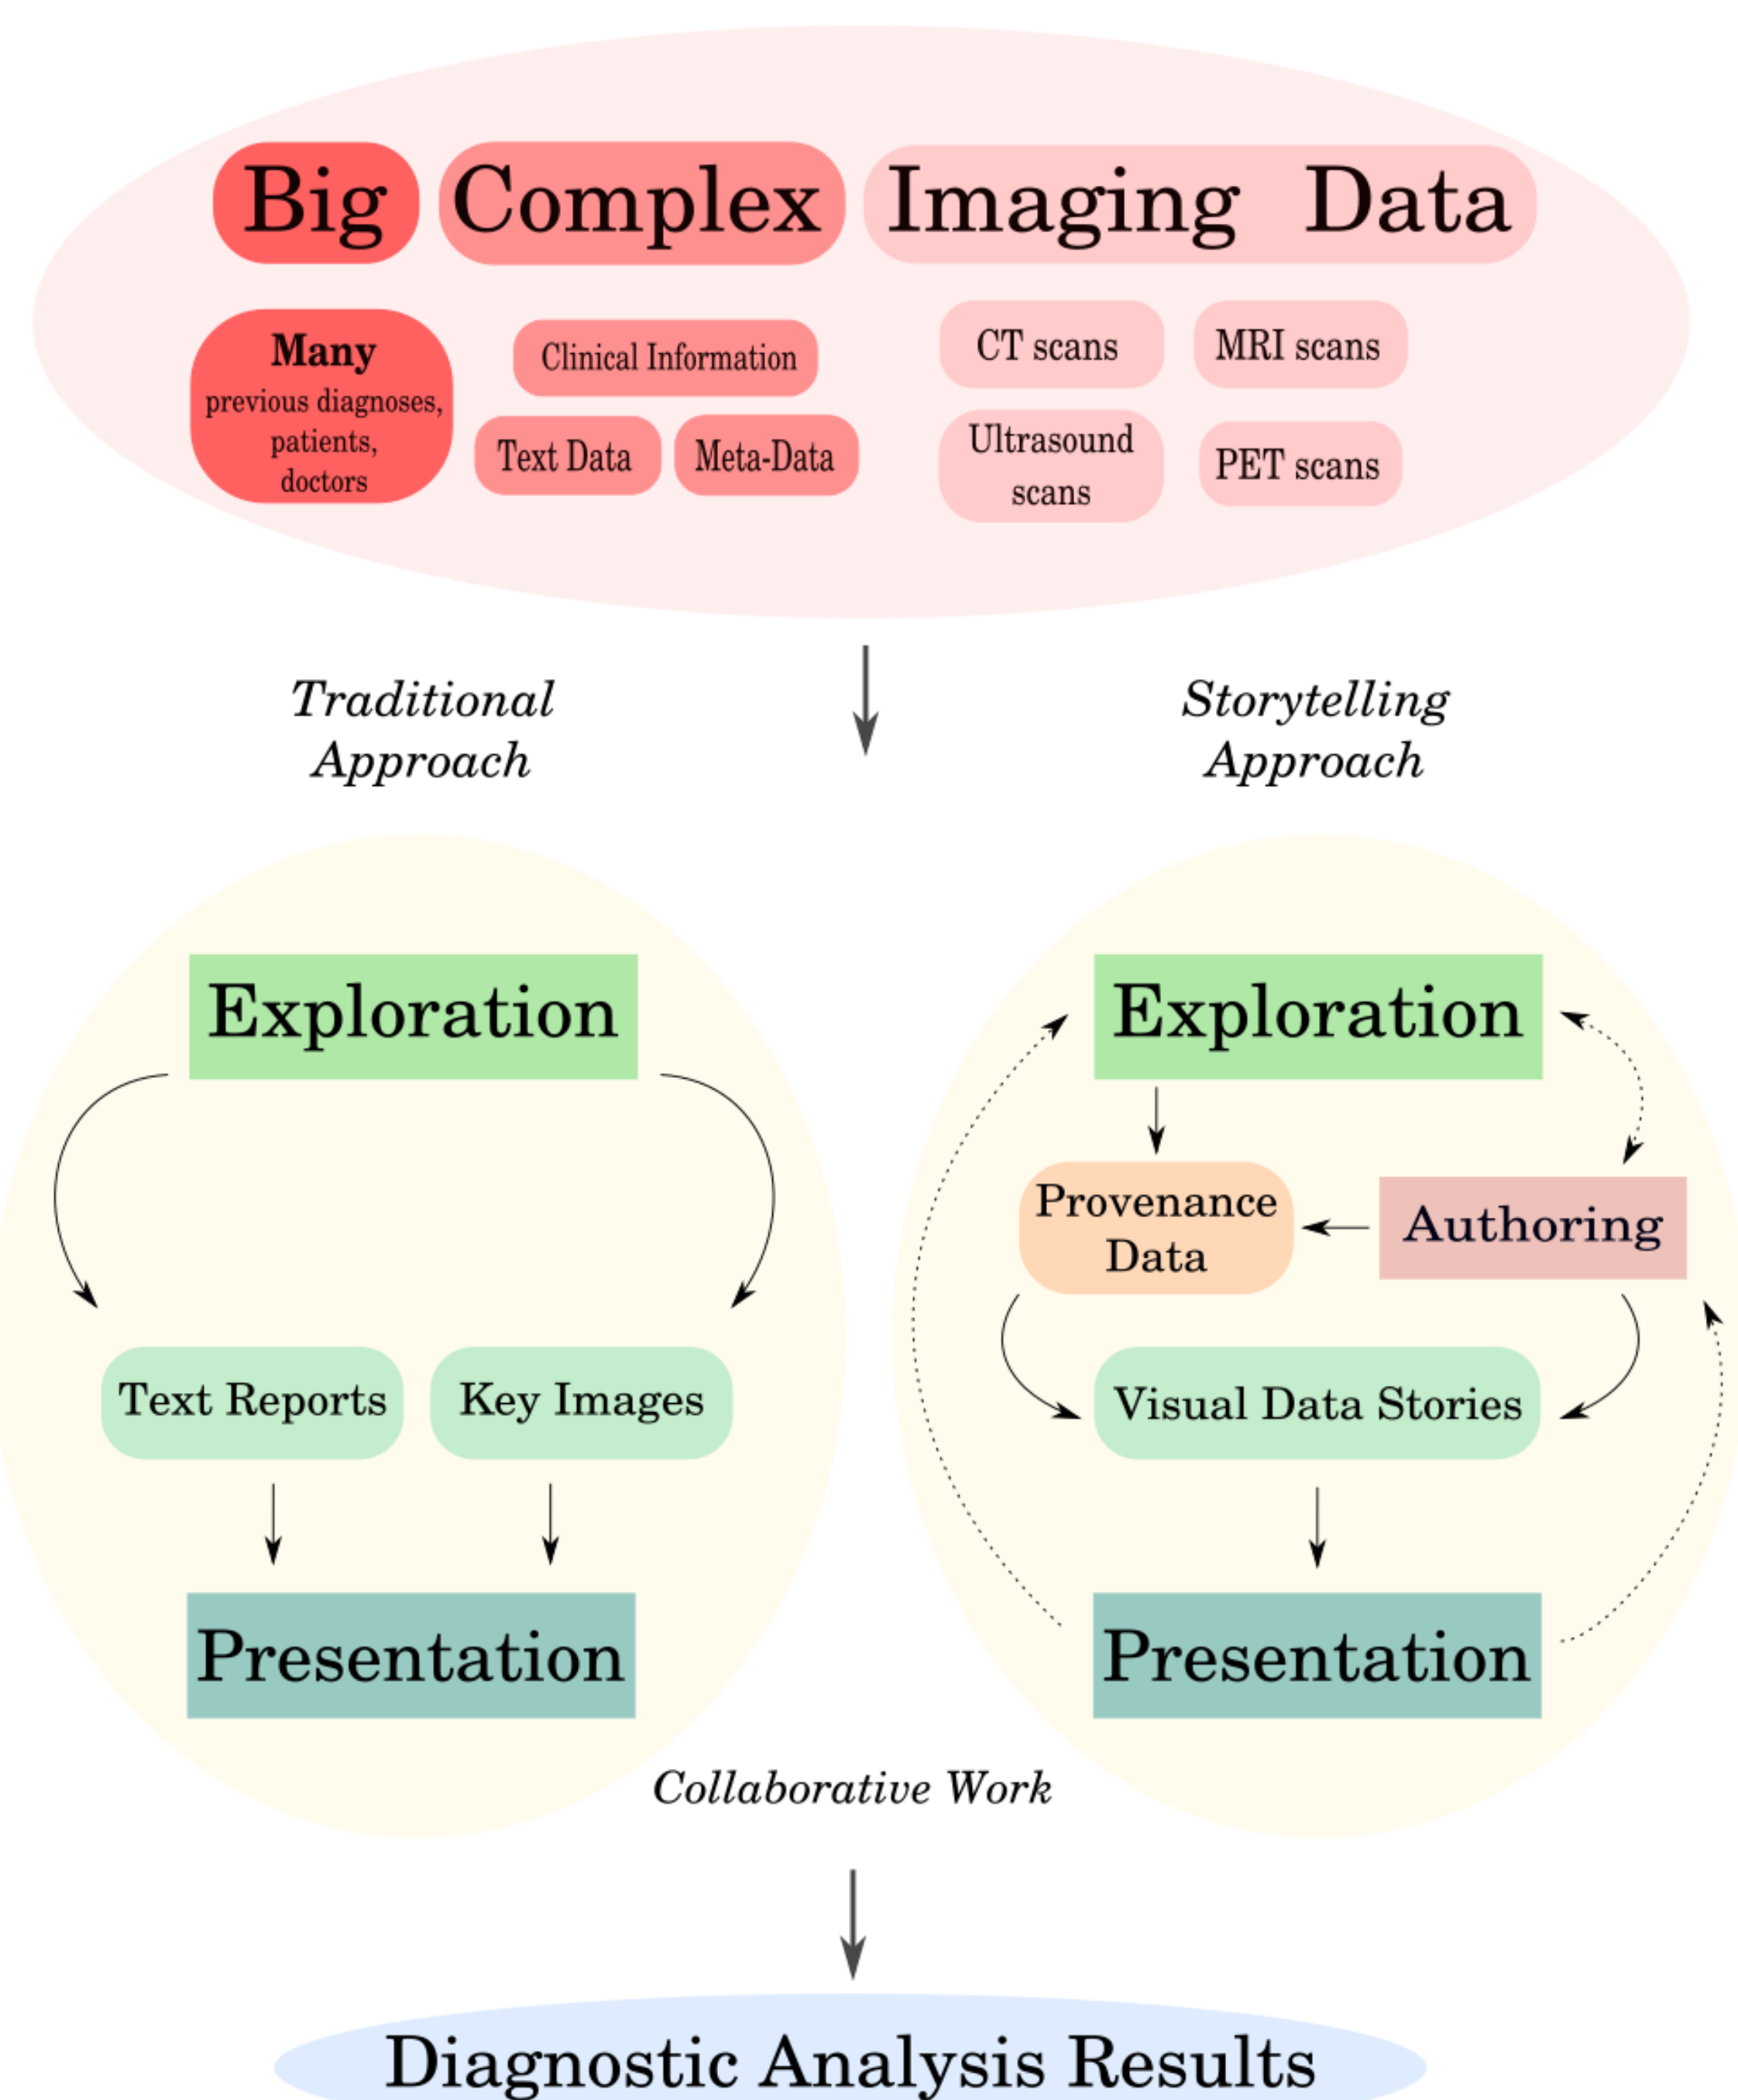 Big Complex Imaging Data
Many
previous diagnoses,
patients,
doctors
Clinical Information
Text Data Meta-Data
CT scans MRI scans
Ultrasound
scans
PET scans
Traditional
Approach
Storytelling
Approach
Exploration
Text Reports Key Images
Presentation
Exploration
Provenance
Data
Authoring
Visual Data Stories
Presentation
Collaborative Work
Diagnostic Analysis Results